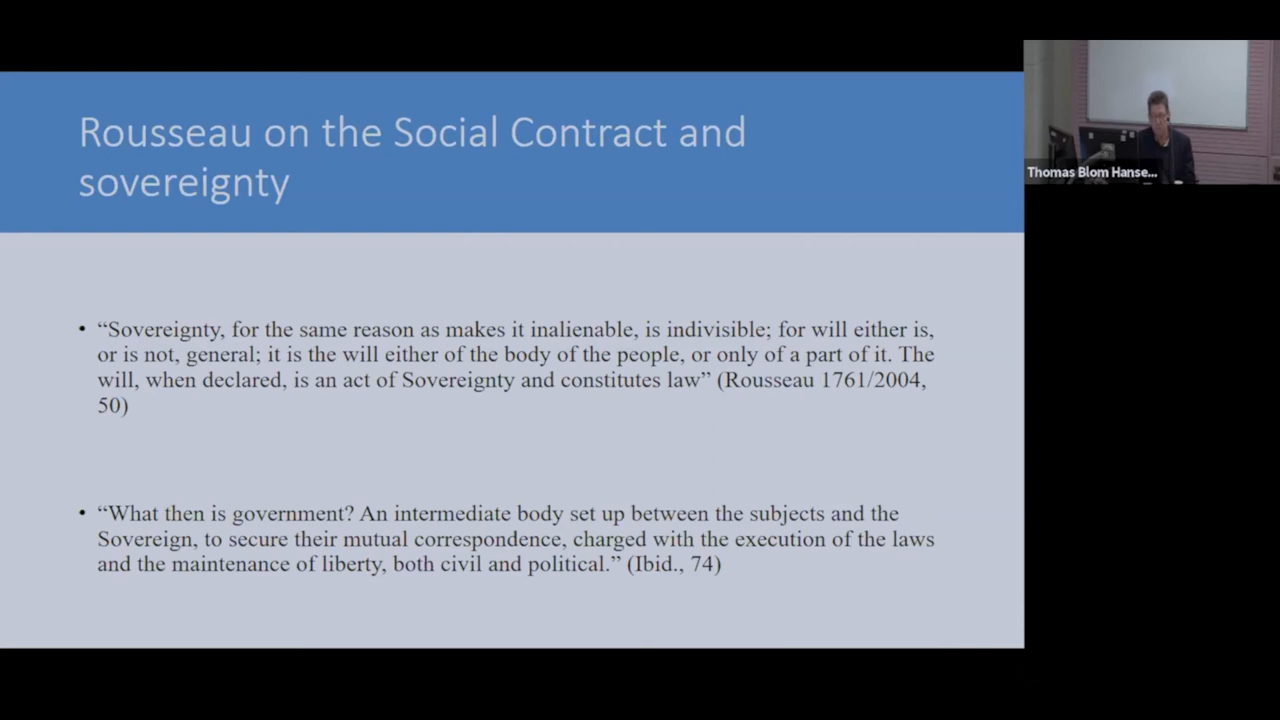 Rousseau on the Social Contract and
sovereignty
Thomas Blom Hanse...
• “Sovereignty, for the same reason as makes it inalienable, is indivisible; for will either is,
or is not, general; it is the will either of the body of the people, or only of a part of it. The
will, when declared, is an act of Sovereignty and constitutes law” (Rousseau 1761/2004,
50)
• “What then is government? An intermediate body set up between the subjects and the
Sovereign, to secure their mutual correspondence, charged with the execution of the laws
and the maintenance of liberty, both civil and political.” (Ibid., 74)